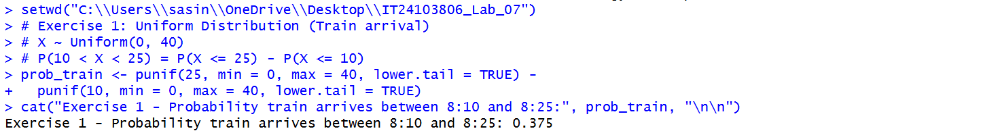 > setwd("C:\\Users\\sasin\\OneDrive\\Desktop\\IT24103806_Lab_07")
> # Exercise 1: Uniform Distribution (Train arrival)
> # X ~ Uniform(0, 40)
> # P(10 < X < 25) = P(X <= 25) - P(X <= 10)
> prob_train <- punif(25, min = 0, max = 40, lower.tail = TRUE) -
+   punif(10, min = 0, max = 40, lower.tail = TRUE)
> cat("Exercise 1 - Probability train arrives between 8:10 and 8:25:", prob_train, "\n\n")
Exercise 1 - Probability train arrives between 8:10 and 8:25: 0.375